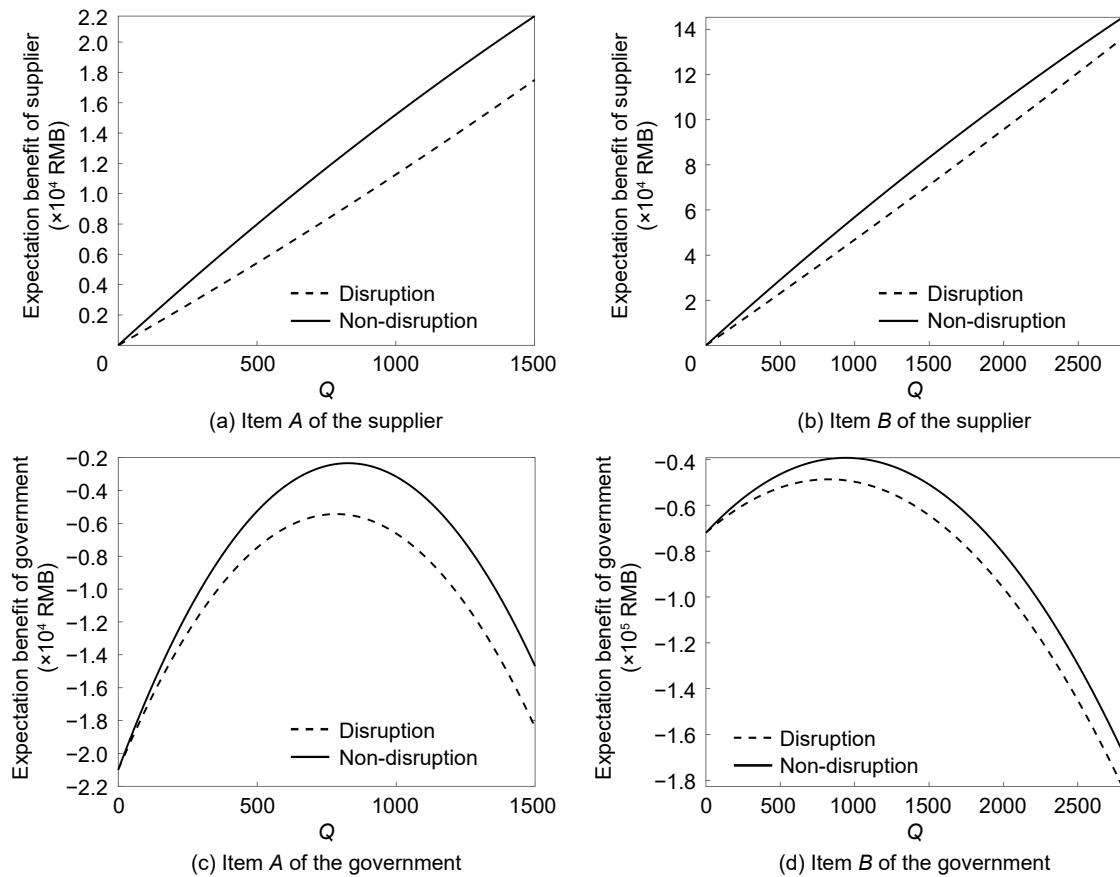 Expectation benefit of supplier
(×10⁴ RMB)
2.2
2.0
1.8
1.6
1.4
1.2
1.0
0.8
0.6
0.4
0.2
0
500
1000
1500
Q
Disruption
Non-disruption
(a) Item A of the supplier
Expectation benefit of supplier
(×10⁴ RMB)
14
12
10
8
6
4
2
0
500
1000
1500
2000
2500
Q
Disruption
Non-disruption
(b) Item B of the supplier
Expectation benefit of government
(×10⁴ RMB)
−0.2
−0.4
−0.6
−0.8
−1.0
−1.2
−1.4
−1.6
−1.8
−2.0
−2.2
0
500
1000
1500
Q
Disruption
Non-disruption
(c) Item A of the government
Expectation benefit of government
(×10⁵ RMB)
−0.4
−0.6
−0.8
−1.0
−1.2
−1.4
−1.6
−1.8
0
500
1000
1500
2000
2500
Q
Disruption
Non-disruption
(d) Item B of the government